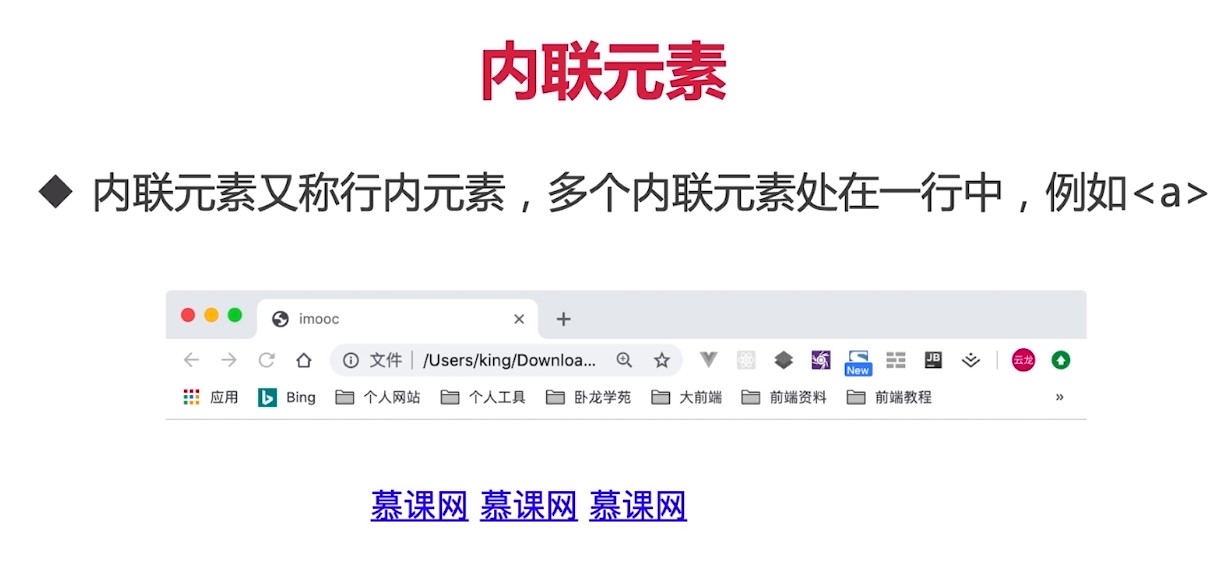 内联元素
◆ 内联元素又称行内元素，多个内联元素处在一行中，例如<a>
imooc
文件 /Users/king/Downloa...
New
JB
云龙
应用 Bing 个人网站 个人工具 卧龙学苑 大前端 前端资料 前端教程 »
慕课网 慕课网 慕课网